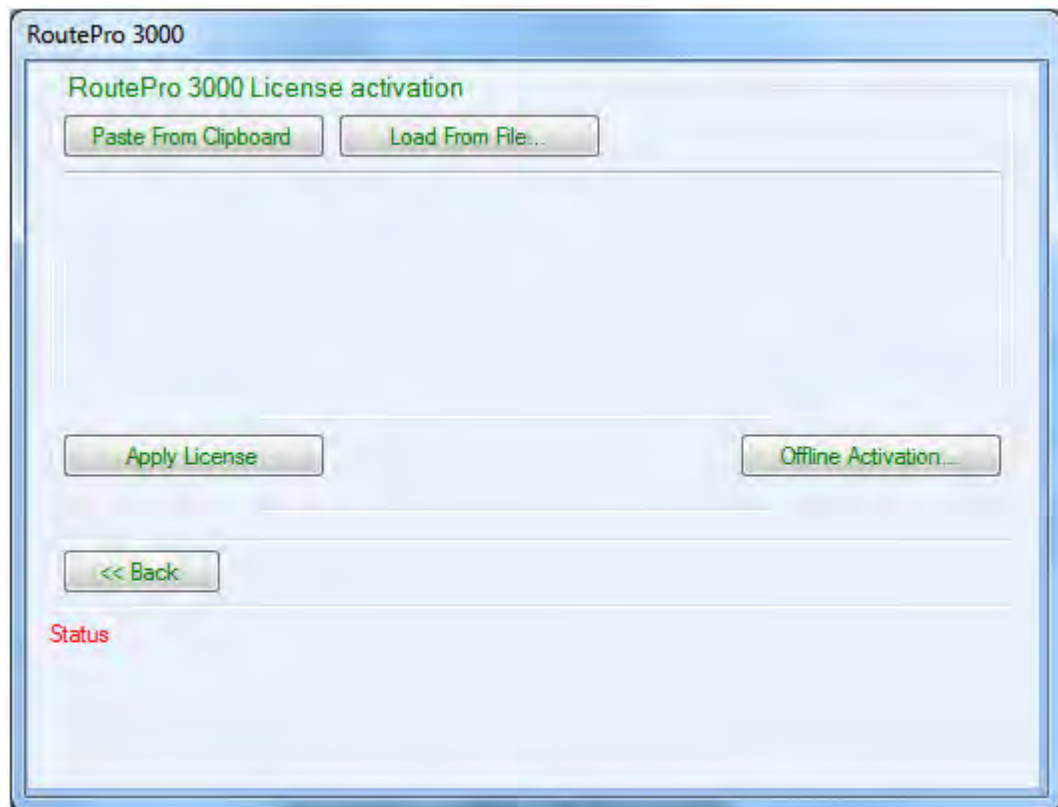 RoutePro 3000
RoutePro 3000 License activation
Paste From Clipboard Load From File...
Apply License Offline Activation...
<< Back
Status